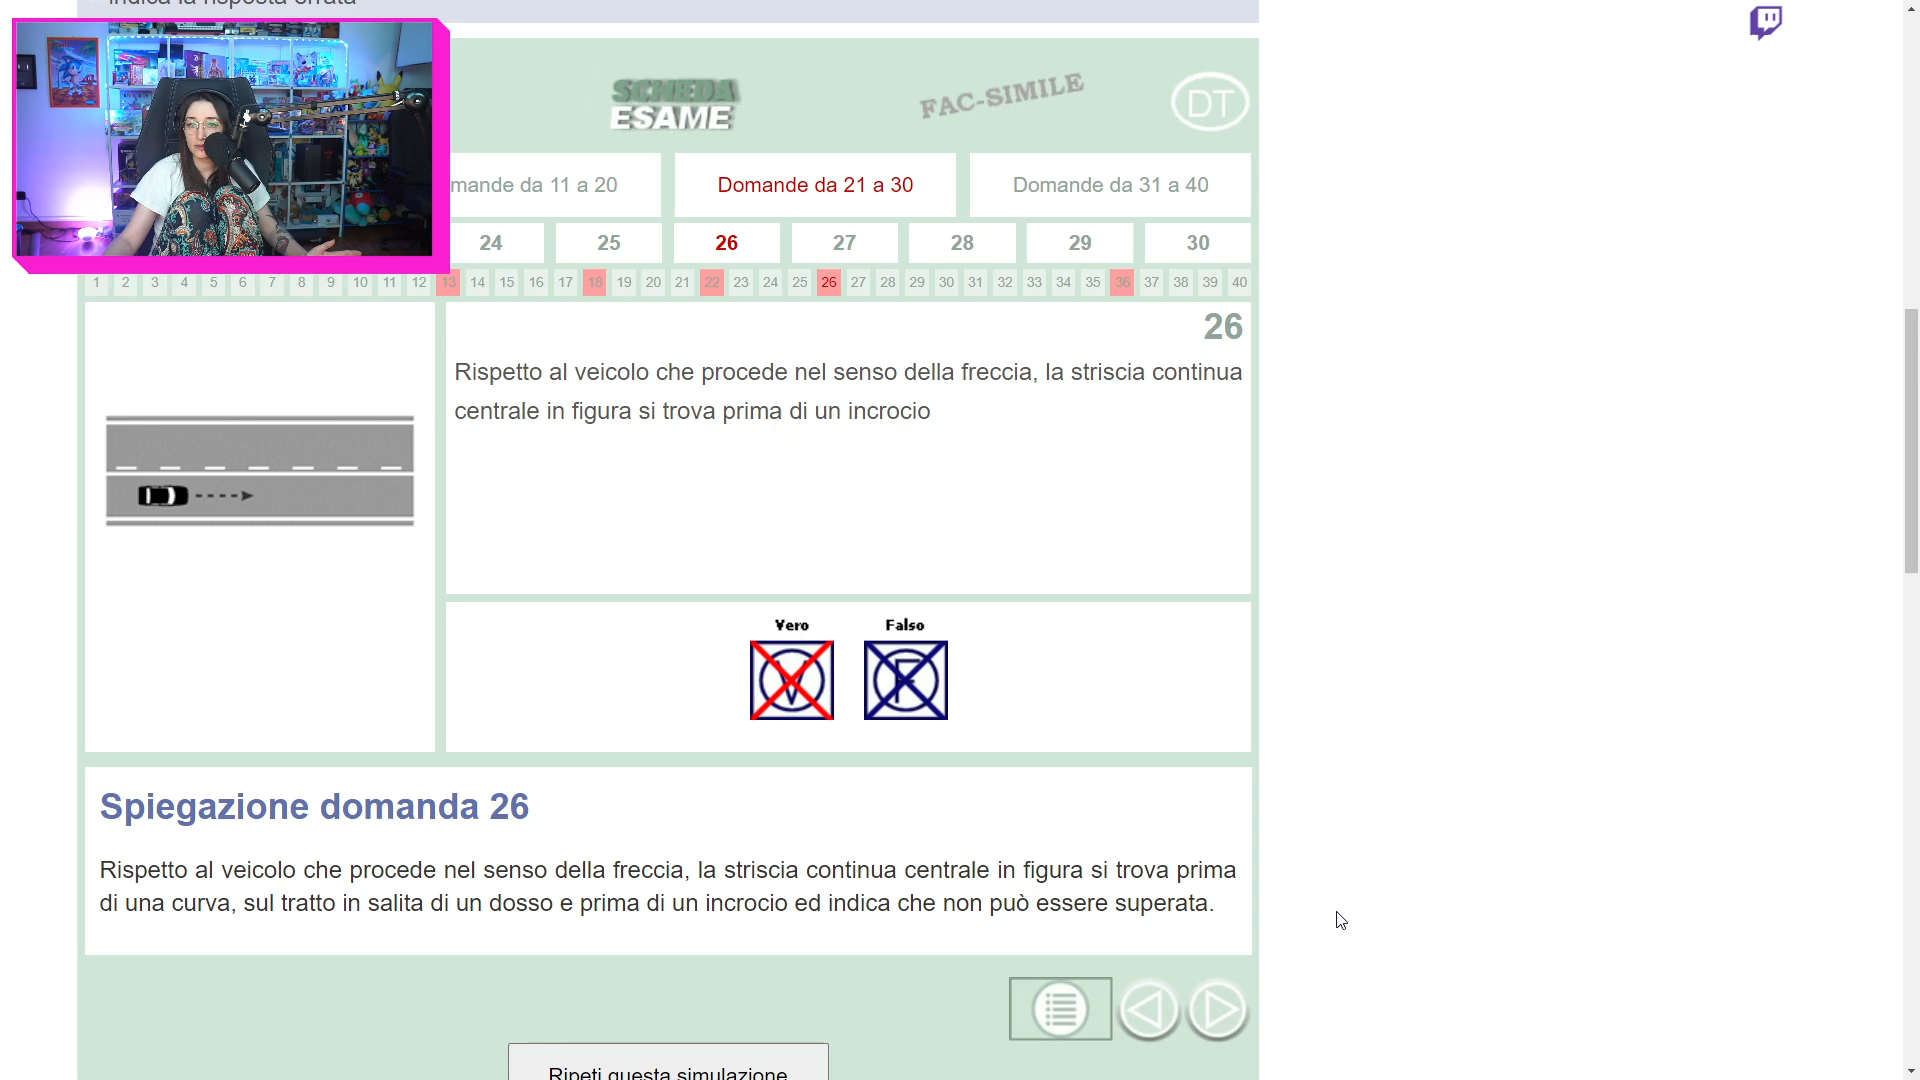 indica la risposta errata
SCHEDA
ESAME
FAC-SIMILE
DT
mande da 11 a 20
Domande da 21 a 30
Domande da 31 a 40
24 25 26 27 28 29 30
1 2 3 4 5 6 7 8 9 10 11 12 13 14 15 16 17 18 19 20 21 22 23 24 25 26 27 28 29 30 31 32 33 34 35 36 37 38 39 40
26
Rispetto al veicolo che procede nel senso della freccia, la striscia continua
centrale in figura si trova prima di un incrocio
Vero Falso
V F
Spiegazione domanda 26
Rispetto al veicolo che procede nel senso della freccia, la striscia continua centrale in figura si trova prima
di una curva, sul tratto in salita di un dosso e prima di un incrocio ed indica che non può essere superata.
Ripeti questa simulazione